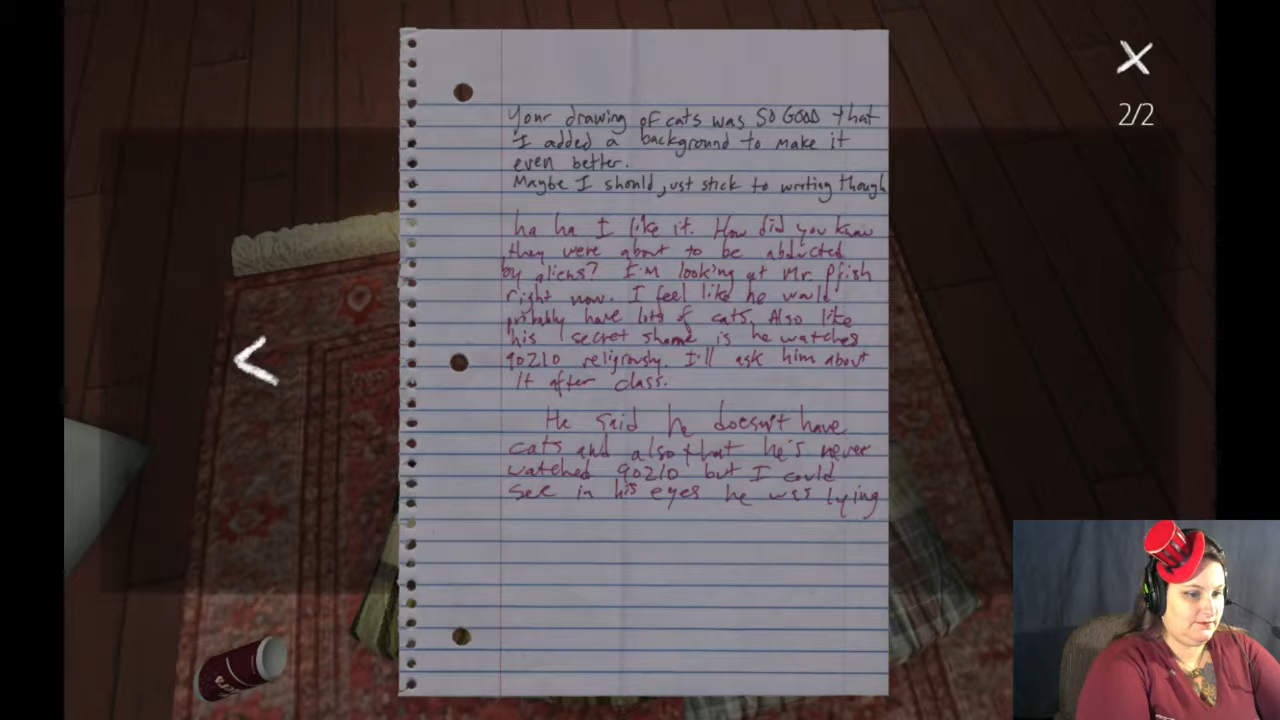 2/2
Your drawing of cats was SO GOOD that
I added a background to make it
even better.
Maybe I should just stick to writing though
ha ha I like it. How did you know
they were about to be abducted
by aliens? I'm looking at Mr. Pfish
right now. I feel like he would
probably have lots of cats. Also like
his secret shame is he watches
90210 religiously. I'll ask him about
it after class.
He said he doesn't have
cats and also that he's never
watched 90210 but I could
see in his eyes he was lying